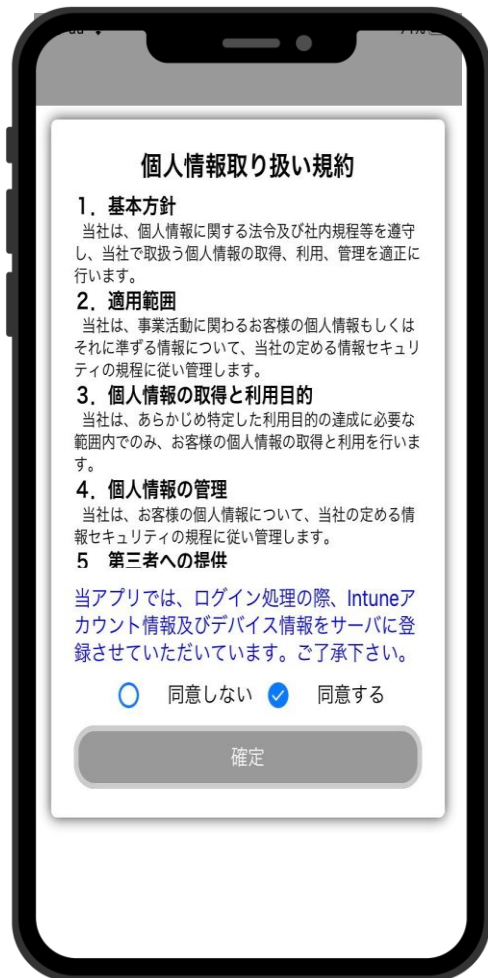 個人情報取り扱い規約
1. 基本方針
当社は、個人情報に関する法令及び社内規程等を遵守
し、当社で取扱う個人情報の取得、利用、管理を適正に
行います。
2. 適用範囲
当社は、事業活動に関わるお客様の個人情報もしくは
それに準ずる情報について、当社の定める情報セキュリ
ティの規程に従い管理します。
3. 個人情報の取得と利用目的
当社は、あらかじめ特定した利用目的の達成に必要な
範囲内でのみ、お客様の個人情報の取得と利用を行いま
す。
4. 個人情報の管理
当社は、お客様の個人情報について、当社の定める情
報セキュリティの規程に従い管理します。
5 第三者への提供
当アプリでは、ログイン処理の際、Intuneア
カウント情報及びデバイス情報をサーバに登
録させていただいています。ご了承下さい。
同意しない 同意する
確定